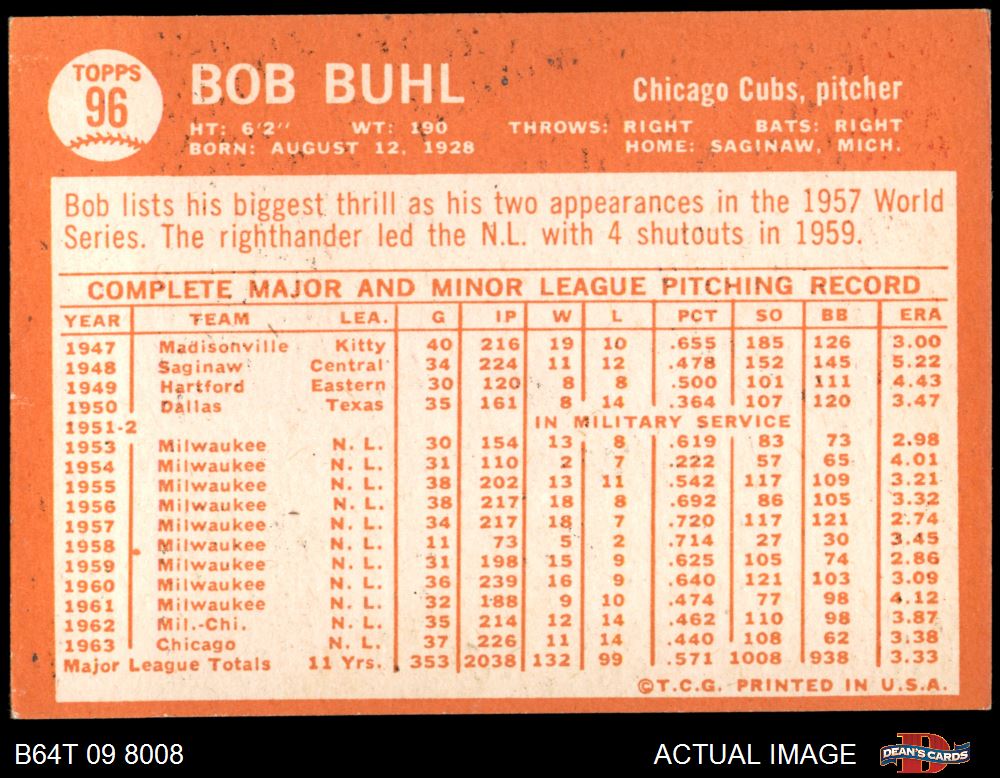 TOPPS
96
BOB BUHL
Chicago Cubs, pitcher
HT: 6'2" WT: 190 THROWS: RIGHT BATS: RIGHT
BORN: AUGUST 12, 1928 HOME: SAGINAW, MICH.
Bob lists his biggest thrill as his two appearances in the 1957 World
Series. The righthander led the N.L. with 4 shutouts in 1959.
COMPLETE MAJOR AND MINOR LEAGUE PITCHING RECORD
YEAR TEAM LEA. G IP W L PCT SO BB ERA
1947 Madisonville Kitty 40 216 19 10 .655 185 126 3.00
1948 Saginaw Central 34 224 11 12 .478 152 145 5.22
1949 Hartford Eastern 30 120 8 8 .500 101 111 4.43
1950 Dallas Texas 35 161 8 14 .364 107 120 3.47
1951-2 IN MILITARY SERVICE
1953 Milwaukee N. L. 30 154 13 8 .619 83 73 2.98
1954 Milwaukee N. L. 31 110 2 7 .222 57 65 4.01
1955 Milwaukee N. L. 38 202 13 11 .542 117 109 3.21
1956 Milwaukee N. L. 38 217 18 8 .692 86 105 3.32
1957 Milwaukee N. L. 34 217 18 7 .720 117 121 2.74
1958 Milwaukee N. L. 11 73 5 2 .714 27 30 3.45
1959 Milwaukee N. L. 31 198 15 9 .625 105 74 2.86
1960 Milwaukee N. L. 36 239 16 9 .640 121 103 3.09
1961 Milwaukee N. L. 32 188 9 10 .474 77 98 4.12
1962 Mil.-Chi. N. L. 35 214 12 14 .462 110 98 3.87
1963 Chicago N. L. 37 226 11 14 .440 108 62 3.38
Major League Totals 11 Yrs. 353 2038 132 99 .571 1008 938 3.33
©T.C.G. PRINTED IN U.S.A.
B64T 09 8008 ACTUAL IMAGE DEAN'S CARDS